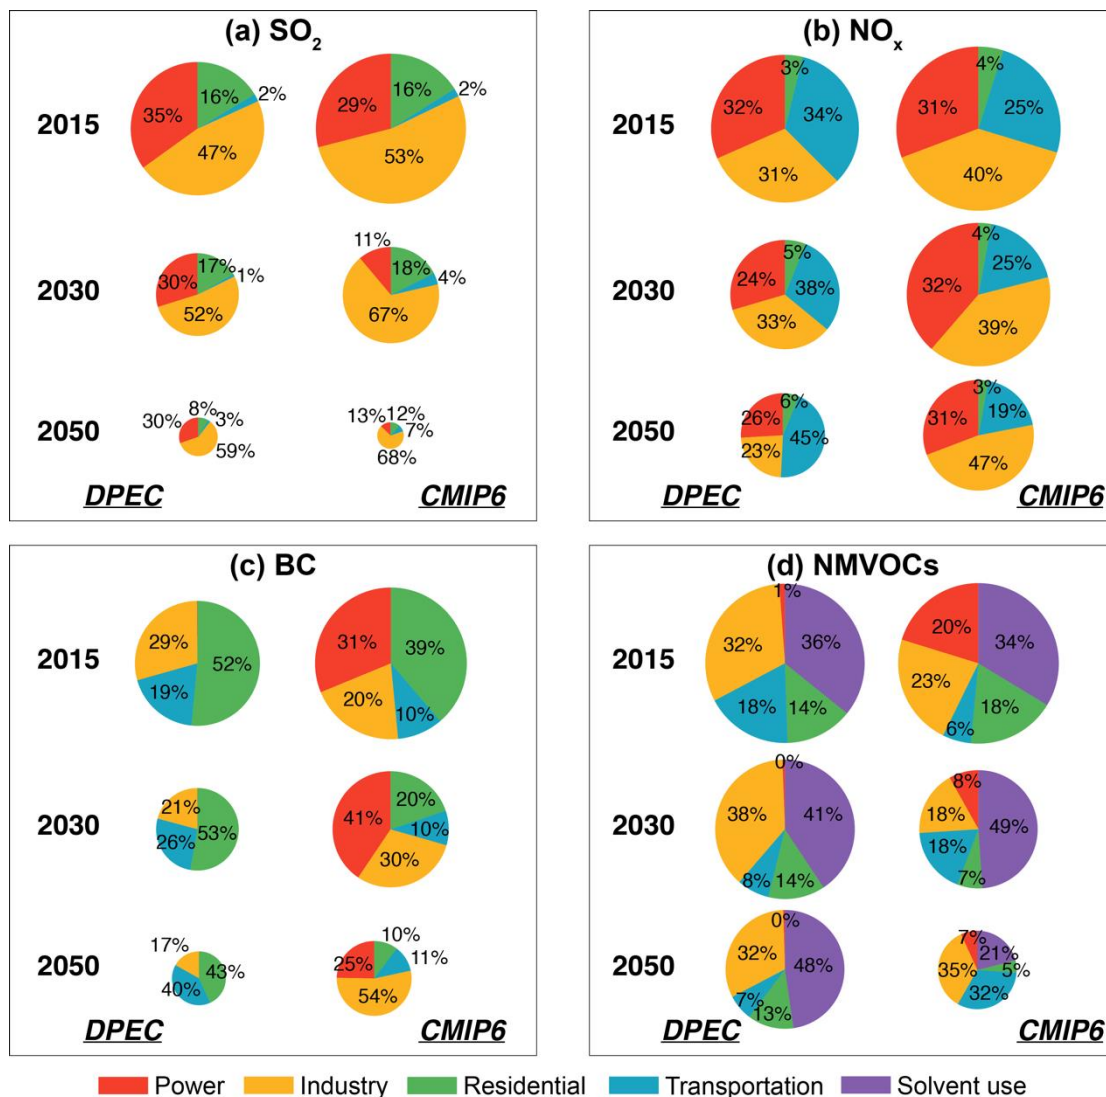 (a) SO2
(b) NOx
2015
35% 16% 2% 47%
29% 16% 2% 53%
2015
32% 3% 34% 31%
31% 4% 25% 40%
2030
30% 17% 1% 52%
11% 18% 4% 67%
2030
24% 5% 38% 33%
32% 4% 25% 39%
2050
30% 8% 3% 59%
13% 12% 7% 68%
2050
26% 6% 45% 23%
31% 3% 19% 47%
DPEC CMIP6
DPEC CMIP6
(c) BC
(d) NMVOCs
2015
29% 52% 19%
31% 39% 20% 10%
2015
1% 32% 36% 18% 14%
20% 34% 23% 6% 18%
2030
21% 53% 26%
41% 20% 10% 30%
2030
0% 38% 41% 8% 14%
8% 18% 49% 18% 7%
2050
17% 43% 40%
25% 10% 11% 54%
2050
0% 32% 48% 7% 13%
7% 21% 35% 5% 32%
DPEC CMIP6
DPEC CMIP6
Power Industry Residential Transportation Solvent use